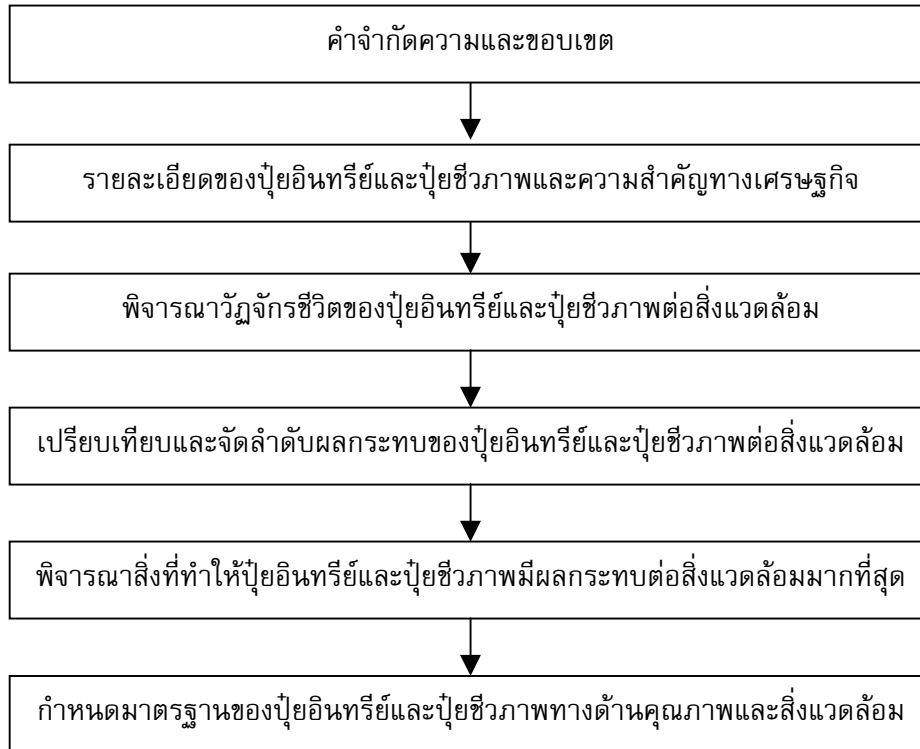 คำจำกัดความและขอบเขต
รายละเอียดของปุ๋ยอินทรีย์และปุ๋ยชีวภาพและความสำคัญทางเศรษฐกิจ
พิจารณาวัฏจักรชีวิตของปุ๋ยอินทรีย์และปุ๋ยชีวภาพต่อสิ่งแวดล้อม
เปรียบเทียบและจัดลำดับผลกระทบของปุ๋ยอินทรีย์และปุ๋ยชีวภาพต่อสิ่งแวดล้อม
พิจารณาสิ่งที่ทำให้ปุ๋ยอินทรีย์และปุ๋ยชีวภาพมีผลกระทบต่อสิ่งแวดล้อมมากที่สุด
กำหนดมาตรฐานของปุ๋ยอินทรีย์และปุ๋ยชีวภาพทางด้านคุณภาพและสิ่งแวดล้อม